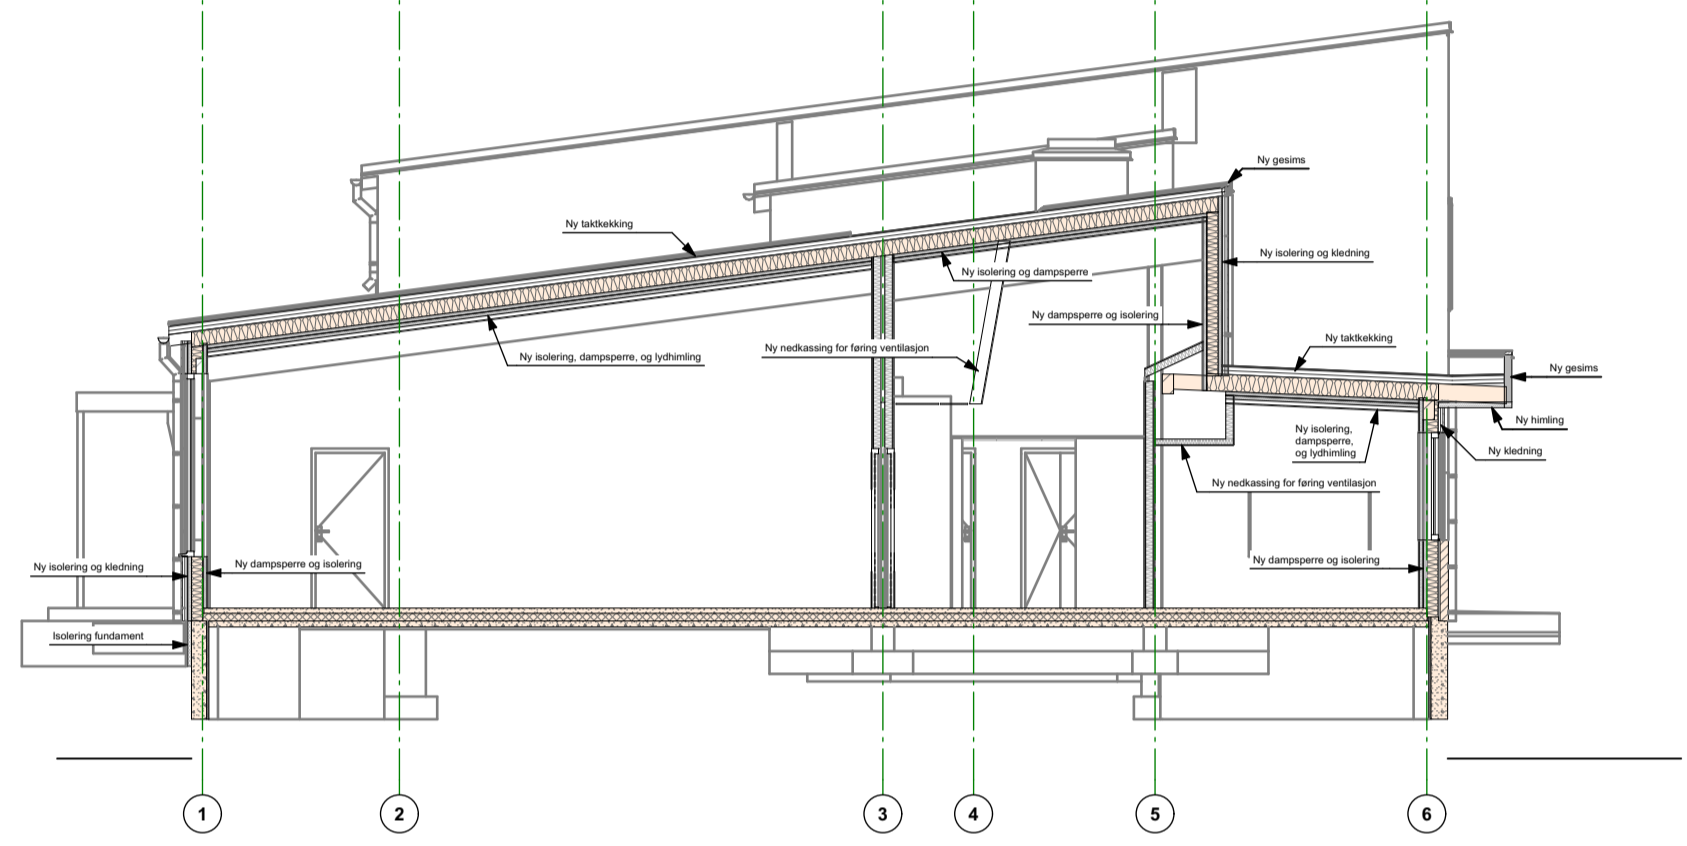 Ny gesims
Ny taktkekking
Ny isolering og kledning
Ny isolering og dampsperre
Ny dampsperre og isolering
Ny taktkekking
Ny nedkassing for føring ventilasjon
Ny isolering, dampsperre, og lydhimling
Ny gesims
Ny himling
Ny isolering,
dampsperre,
og lydhimling
Ny kledning
Ny nedkassing for føring ventilasjon
Ny isolering og kledning
Ny dampsperre og isolering
Ny dampsperre og isolering
Isolering fundament
1
2
3
4
5
6